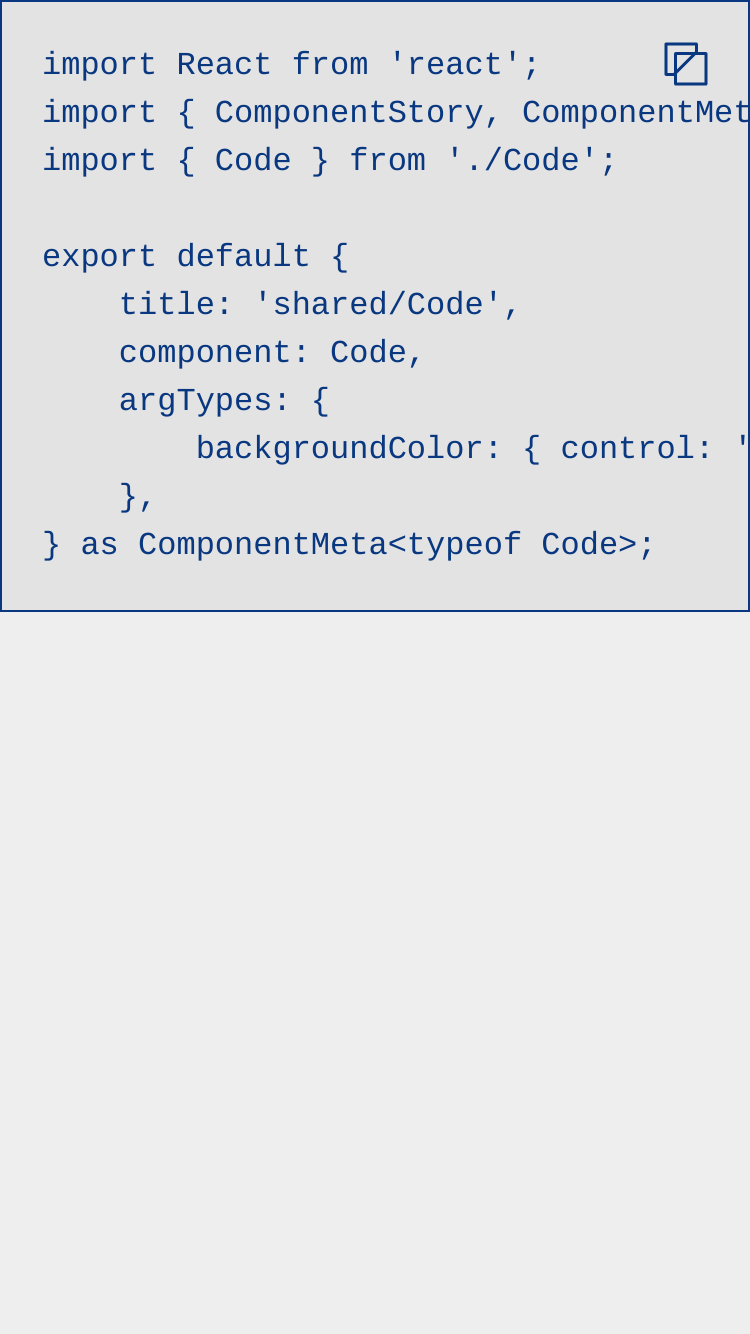 import React from 'react';
import { ComponentStory, ComponentMet
import { Code } from './Code';

export default {
    title: 'shared/Code',
    component: Code,
    argTypes: {
        backgroundColor: { control: '
    },
} as ComponentMeta<typeof Code>;